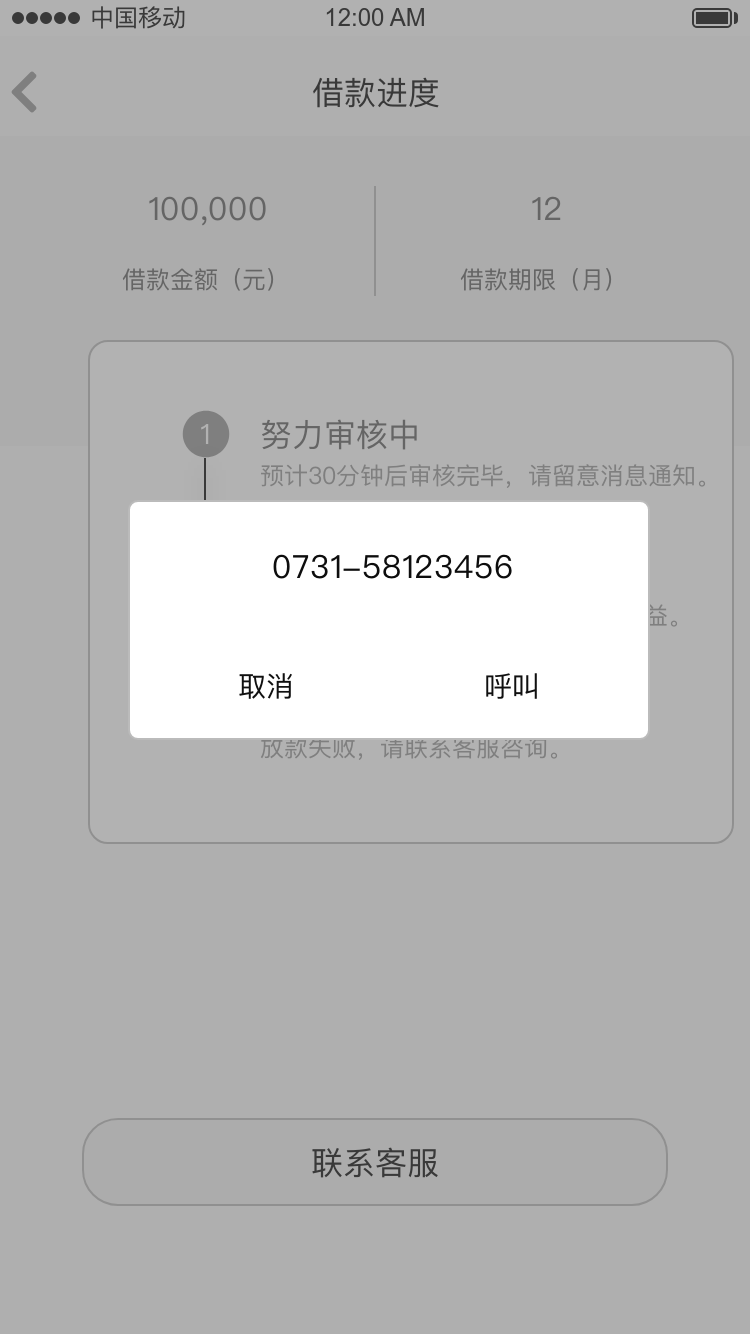 中国移动 12:00 AM
借款进度
100,000 12
借款金额（元） 借款期限（月）
1 努力审核中
预计30分钟后审核完毕，请留意消息通知。
0731–58123456
益。
取消 呼叫
放款失败，请联系客服咨询。
联系客服